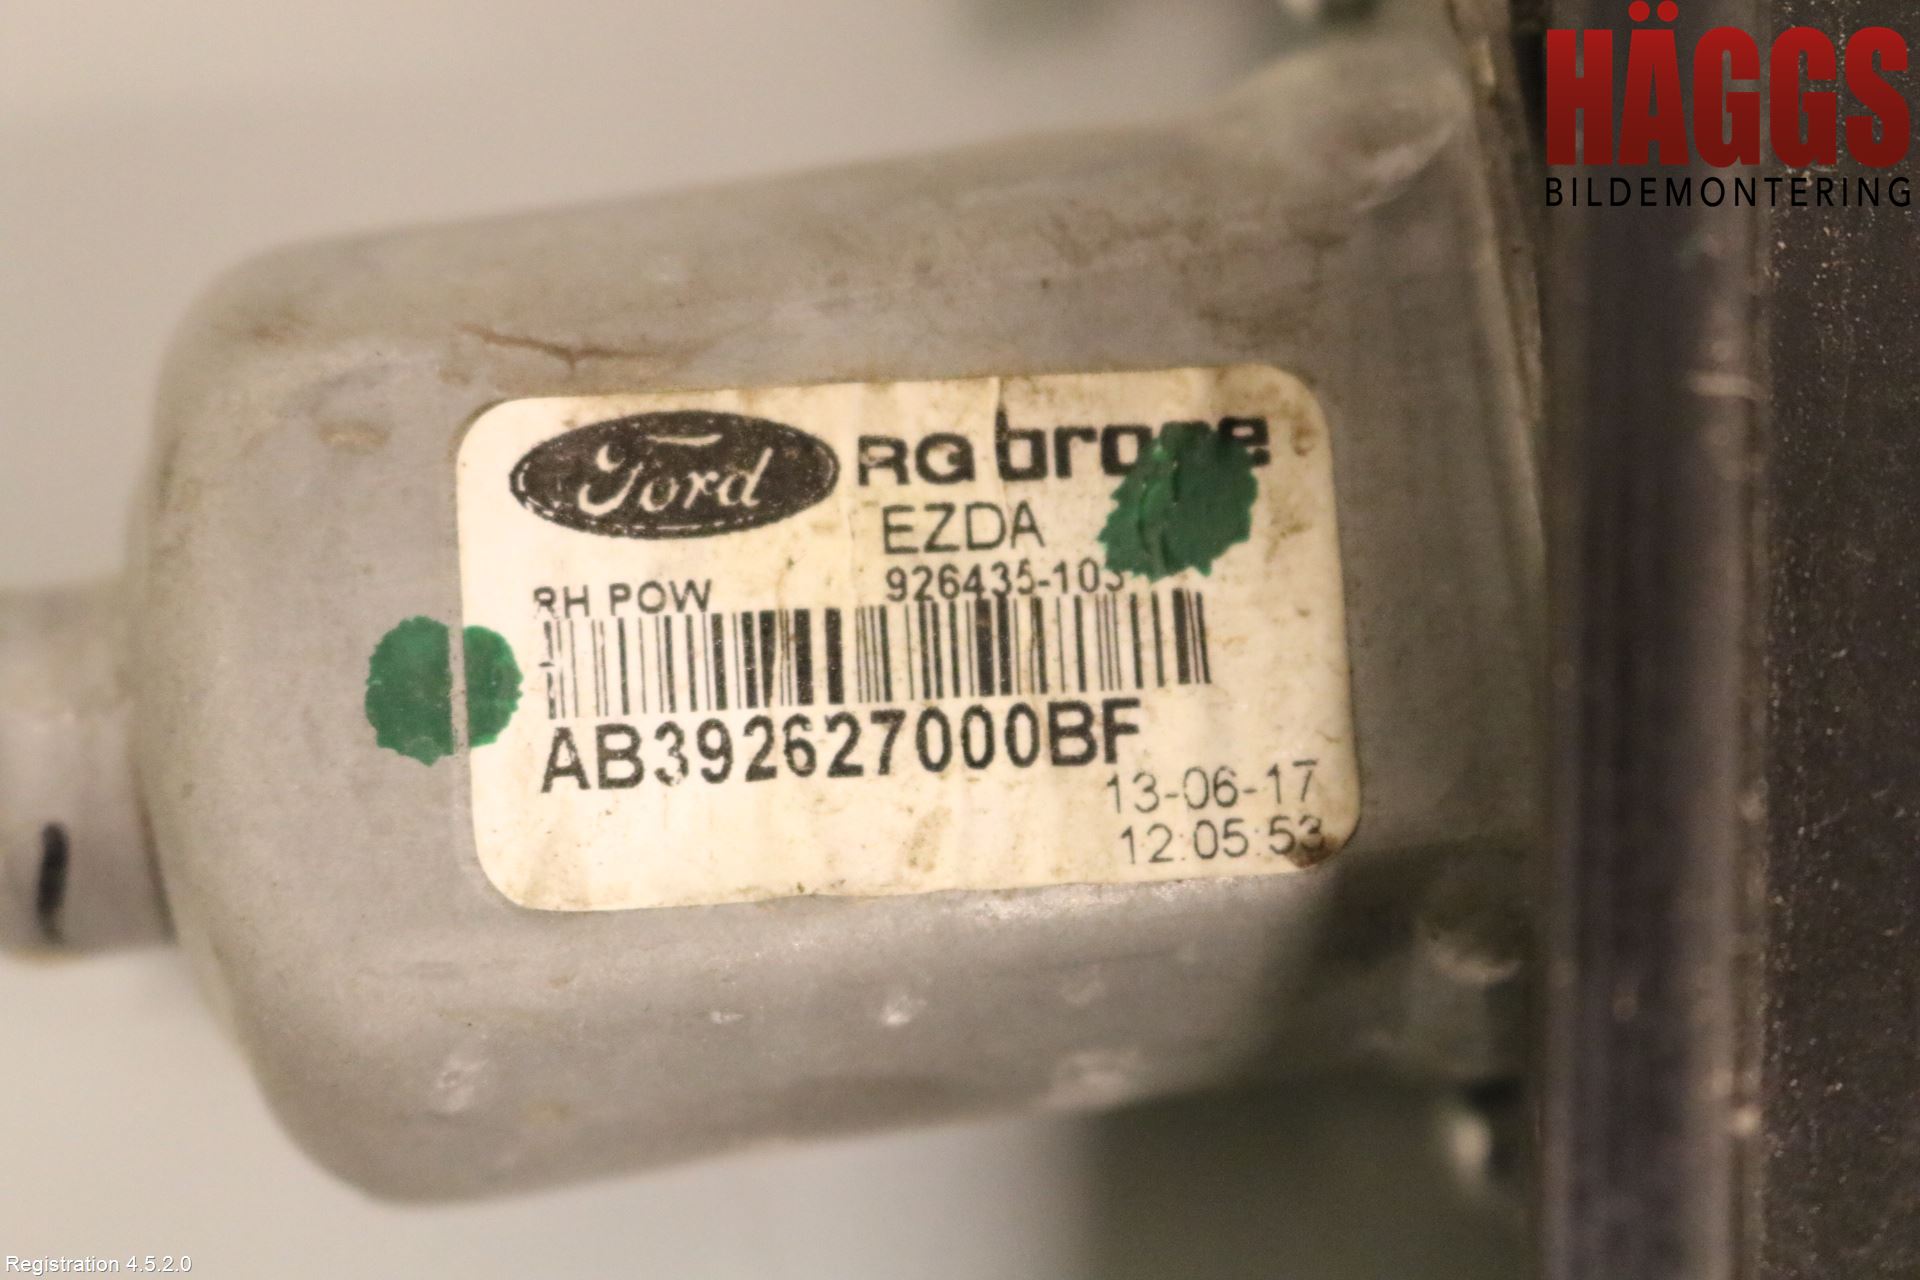 HÄGGS
BILDEMONTERING
Ford RG brose
EZDA
RH POW 926435-103
AB392627000BF
13-06-17
12:05:53
Registration 4.5.2.0